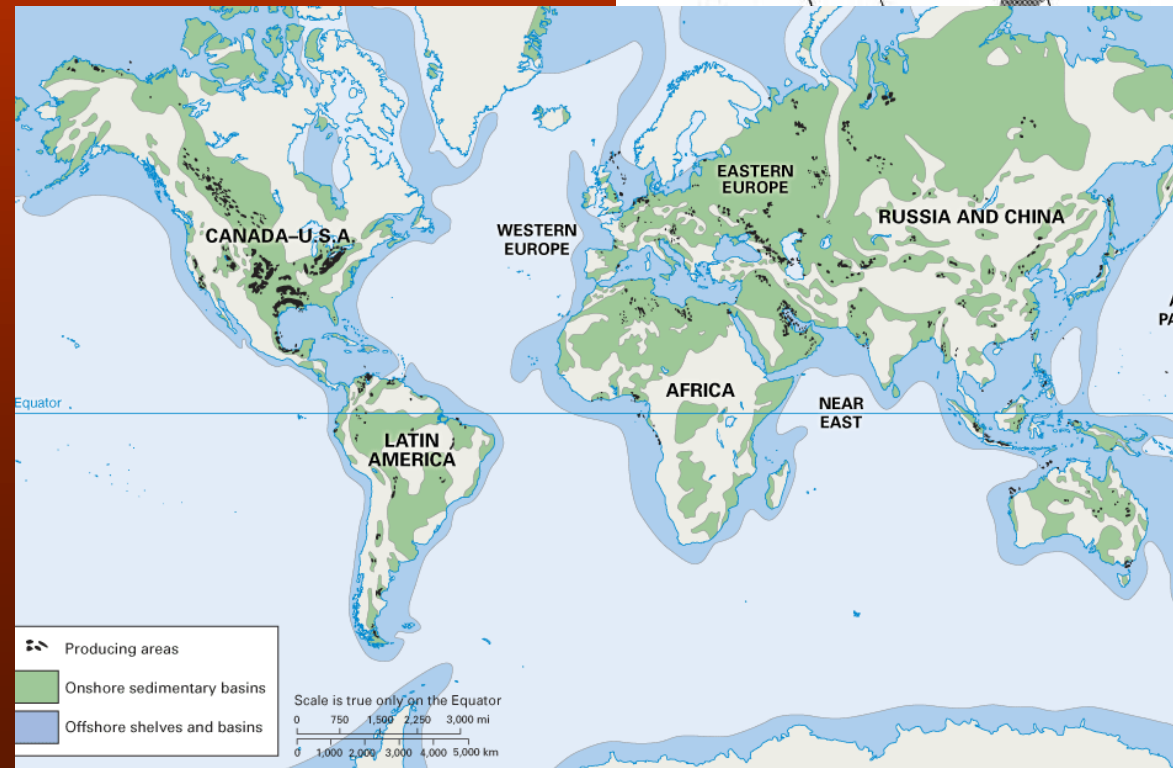 EASTERN
EUROPE
CANADA–U.S.A.
WESTERN
EUROPE
RUSSIA AND CHINA
AFRICA
Equator
NEAR
EAST
LATIN
AMERICA
Producing areas
Onshore sedimentary basins
Offshore shelves and basins
Scale is true only on the Equator
0 750 1,500 2,250 3,000 mi
0 1,000 2,000 3,000 4,000 5,000 km